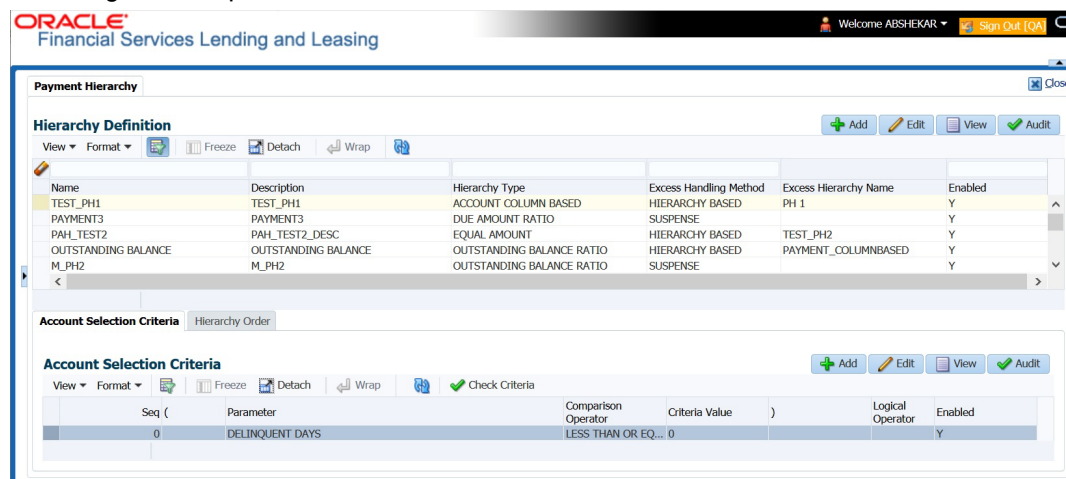 ORACLE'
Financial Services Lending and Leasing
Welcome ABSHEKAR
Sign Out [QA]
Payment Hierarchy
Close
Hierarchy Definition
Add Edit View Audit
View Format Freeze Detach Wrap
Name Description Hierarchy Type Excess Handling Method Excess Hierarchy Name Enabled
TEST_PH1 TEST_PH1 ACCOUNT COLUMN BASED HIERARCHY BASED PH 1 Y
PAYMENT3 PAYMENT3 DUE AMOUNT RATIO SUSPENSE Y
PAH_TEST2 PAH_TEST2_DESC EQUAL AMOUNT HIERARCHY BASED TEST_PH2 Y
OUTSTANDING BALANCE OUTSTANDING BALANCE OUTSTANDING BALANCE RATIO HIERARCHY BASED PAYMENT_COLUMNBASED Y
M_PH2 M_PH2 OUTSTANDING BALANCE RATIO SUSPENSE Y
Account Selection Criteria Hierarchy Order
Account Selection Criteria
Add Edit View Audit
View Format Freeze Detach Wrap Check Criteria
Seq ( Parameter Comparison Operator Criteria Value ) Logical Operator Enabled
0 DELINQUENT DAYS LESS THAN OR EQ... 0 Y